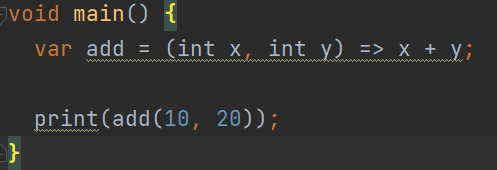 void main() {
  var add = (int x, int y) => x + y;
  print(add(10, 20));
}